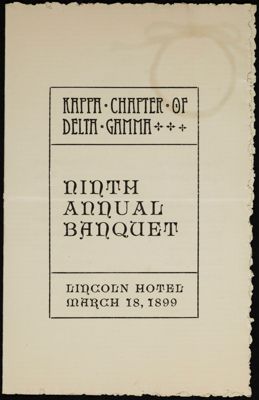 KAPPA · CHAPTER · OF
DELTA · GAMMA
NINTH
ANNUAL
BANQUET
LINCOLN HOTEL
MARCH 18, 1899